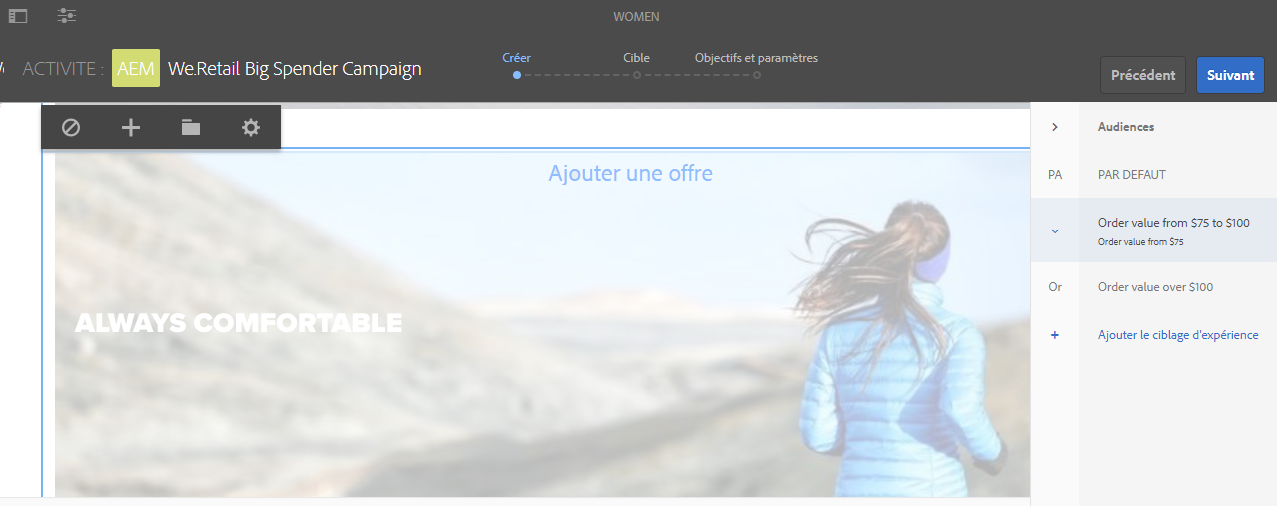 WOMEN
ACTIVITE : AEM We.Retail Big Spender Campaign
Créer
Cible
Objectifs et paramètres
Précédent
Suivant
Audiences
Ajouter une offre
PA PAR DEFAUT
Order value from $75 to $100
Order value from $75
Or Order value over $100
ALWAYS COMFORTABLE
+ Ajouter le ciblage d'expérience